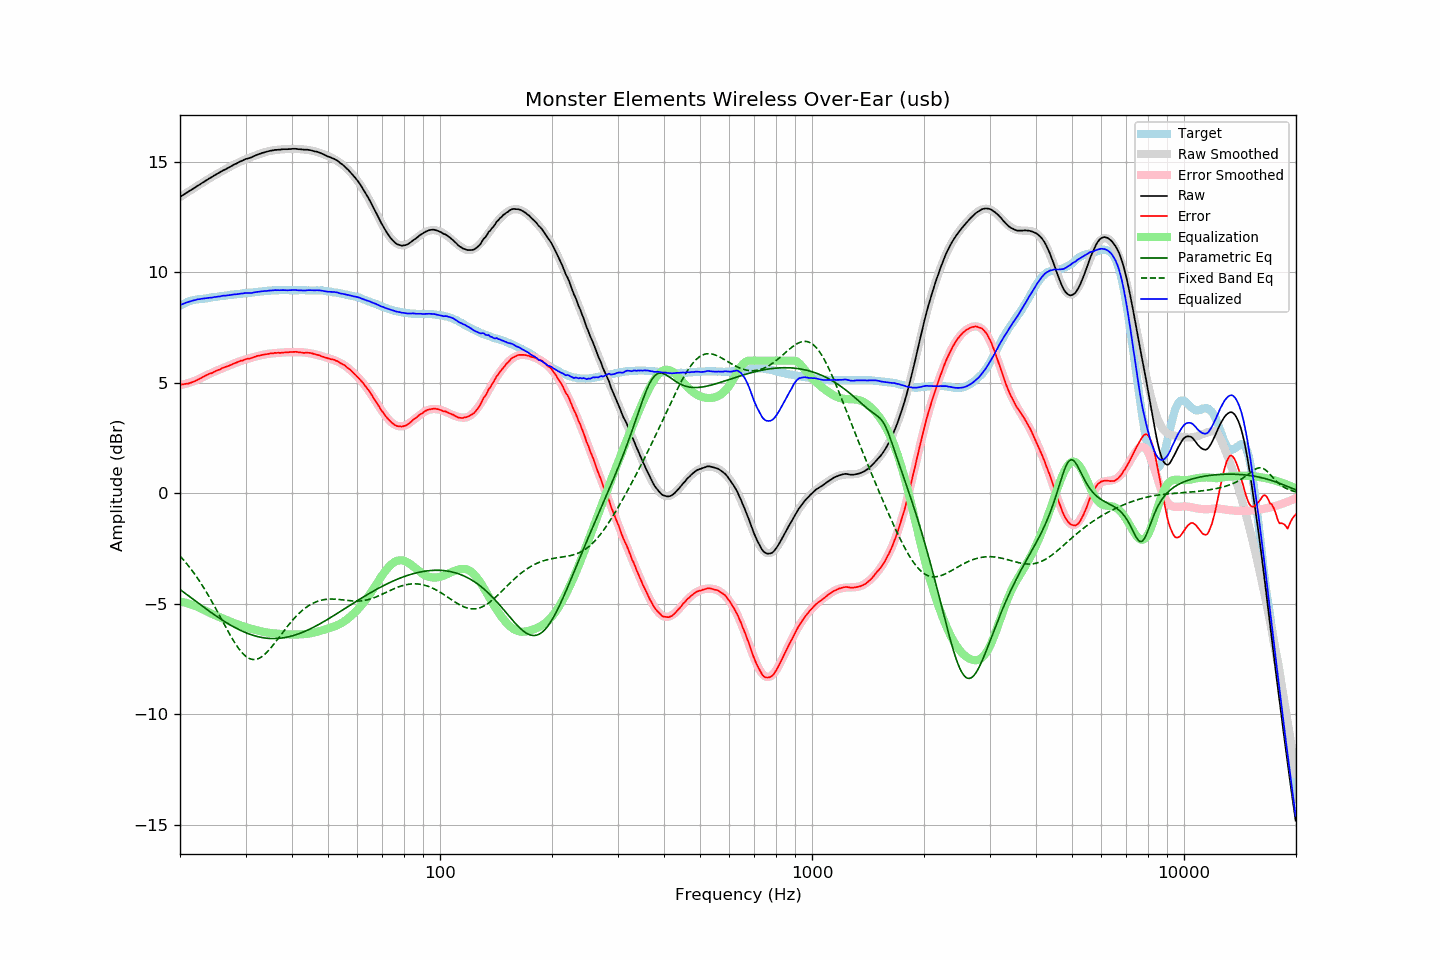 Monster Elements Wireless Over-Ear (usb)
Target
Raw Smoothed
Error Smoothed
Raw
Error
Equalization
Parametric Eq
Fixed Band Eq
Equalized
Amplitude (dBr)
15
10
5
0
−5
−10
−15
100
1000
10000
Frequency (Hz)